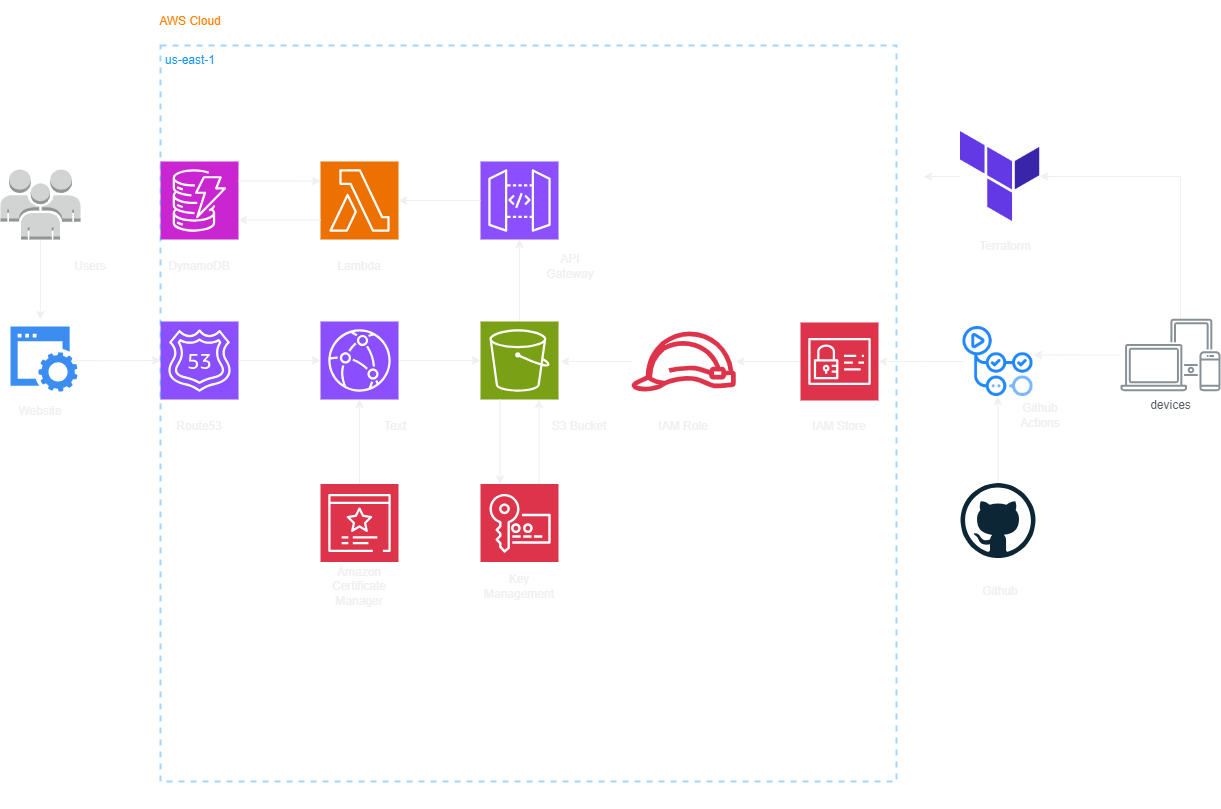 AWS Cloud
us-east-1
Users
DynamoDB
Lambda
API
Gateway
Terraform
53
Website
Route53
Text
S3 Bucket
IAM Role
IAM Store
Github
Actions
devices
Amazon
Certificate
Manager
Key
Management
Github